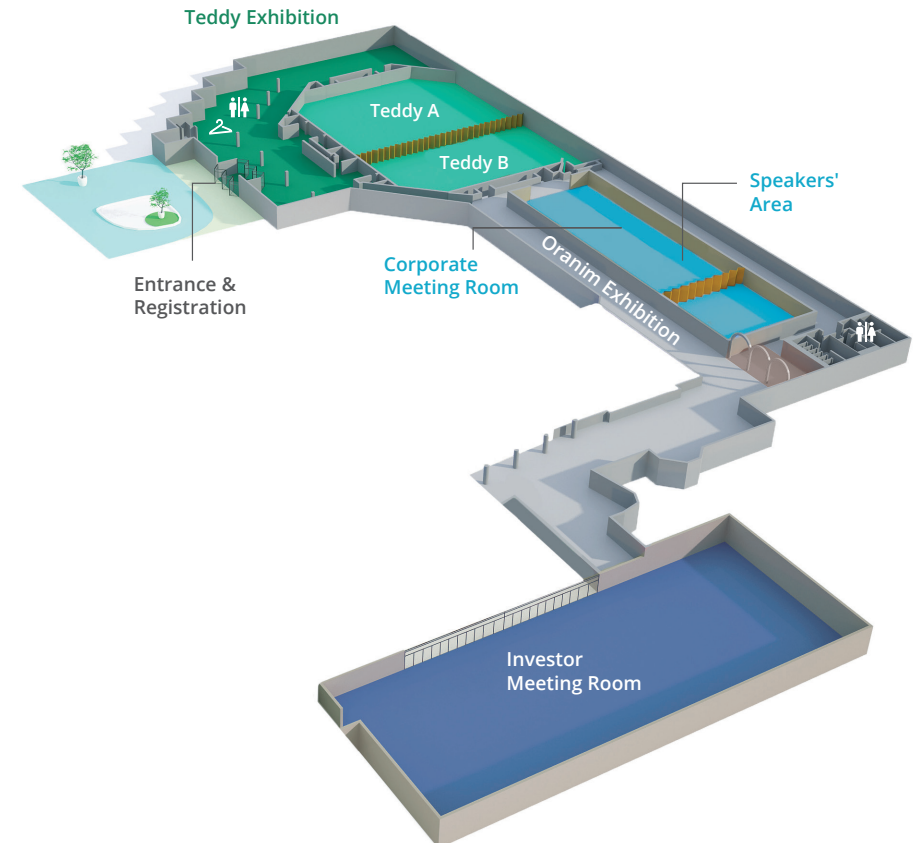 Teddy Exhibition
Teddy A
Teddy B
Speakers'
Area
Corporate
Meeting Room
Oranim Exhibition
Entrance &
Registration
Investor
Meeting Room